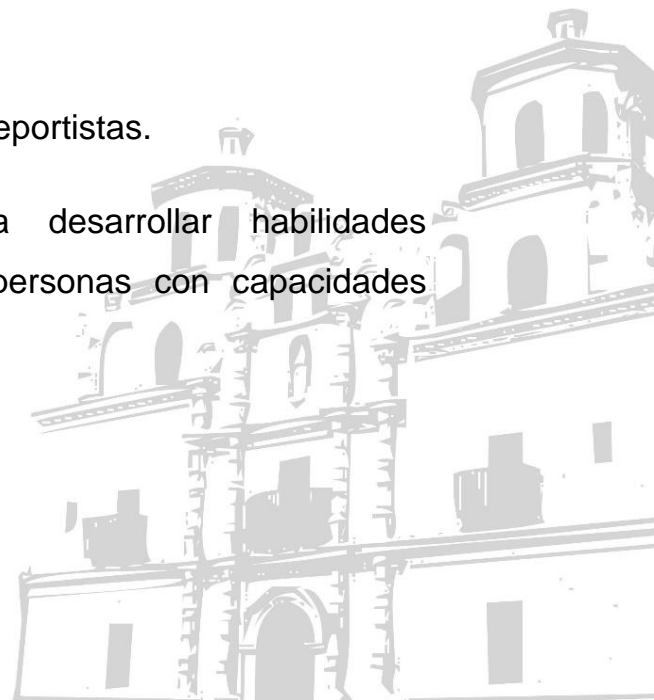 eportistas.
a desarrollar habilidades
personas con capacidades